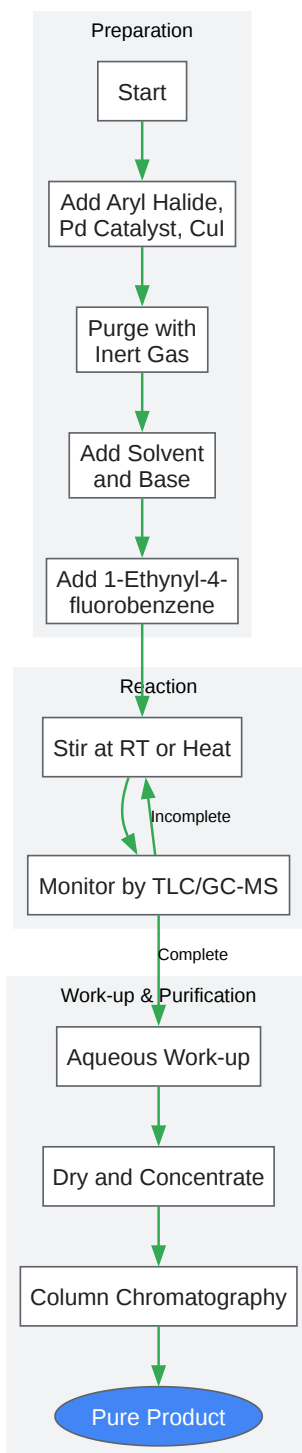 Preparation
Start
Add Aryl Halide,
Pd Catalyst, CuI
Purge with
Inert Gas
Add Solvent
and Base
Add 1-Ethynyl-4-
fluorobenzene
Reaction
Stir at RT or Heat
Incomplete
Monitor by TLC/GC-MS
Complete
Work-up & Purification
Aqueous Work-up
Dry and Concentrate
Column Chromatography
Pure Product